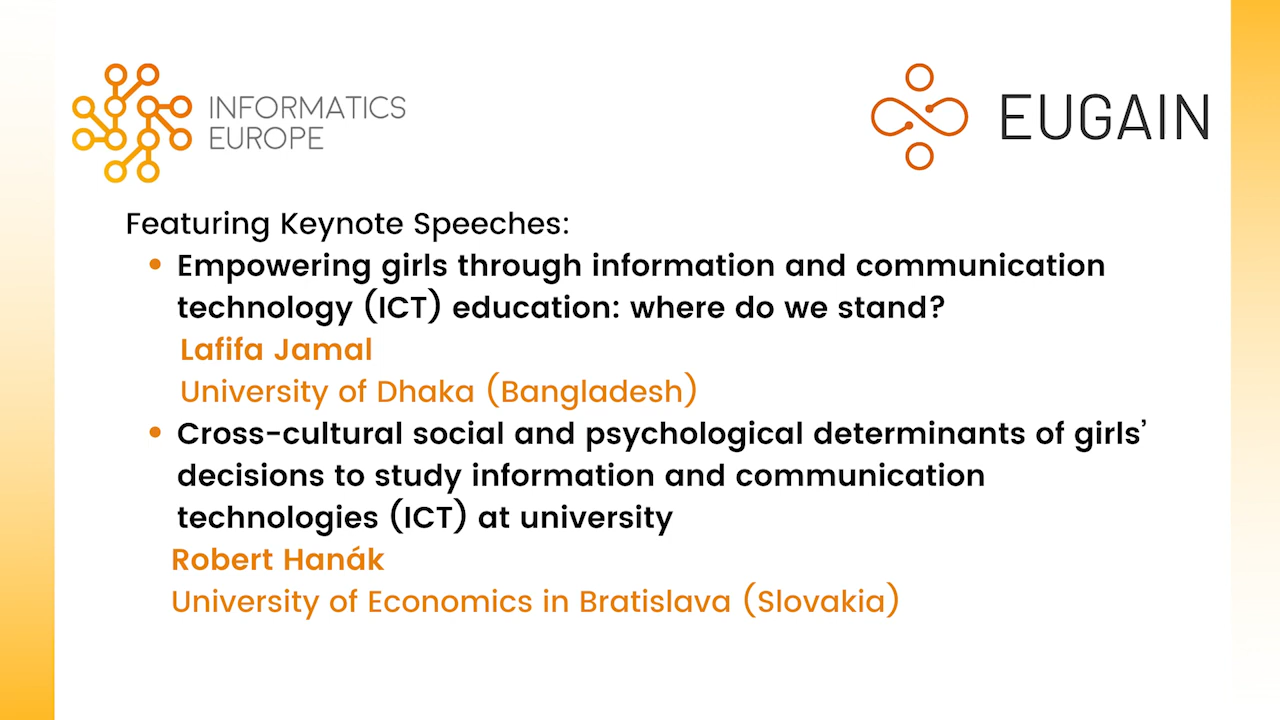 INFORMATICS
EUROPE
EUGAIN
Featuring Keynote Speeches:
• Empowering girls through information and communication
technology (ICT) education: where do we stand?
Lafifa Jamal
University of Dhaka (Bangladesh)
• Cross-cultural social and psychological determinants of girls’
decisions to study information and communication
technologies (ICT) at university
Robert Hanák
University of Economics in Bratislava (Slovakia)